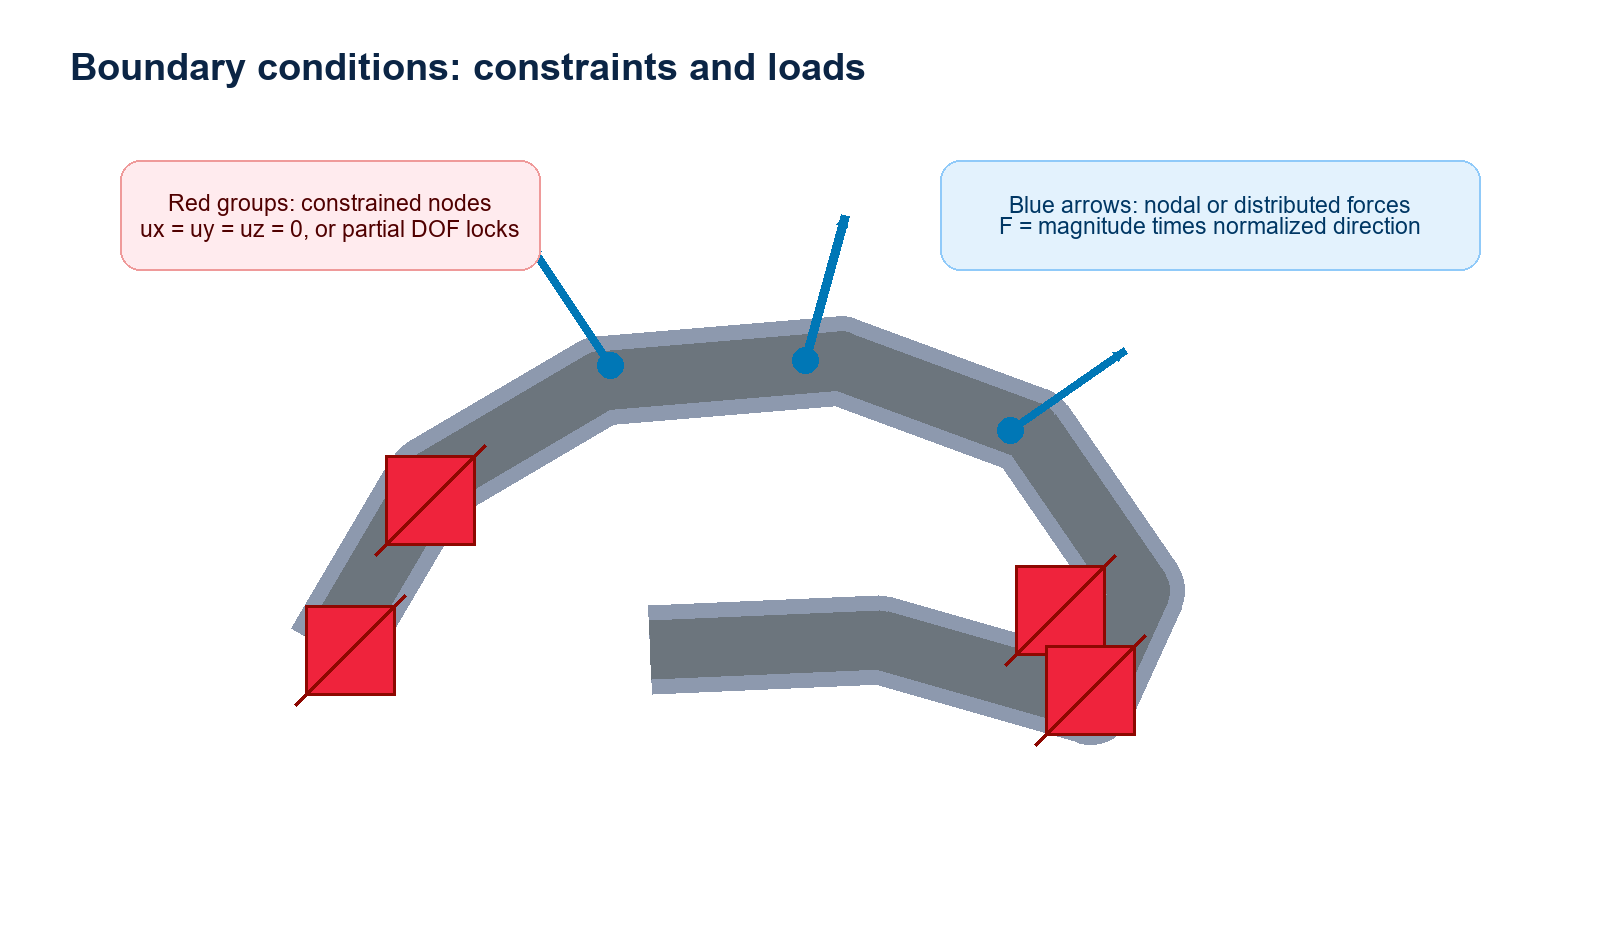 Boundary conditions: constraints and loads
Red groups: constrained nodes
ux = uy = uz = 0, or partial DOF locks
Blue arrows: nodal or distributed forces
F = magnitude times normalized direction